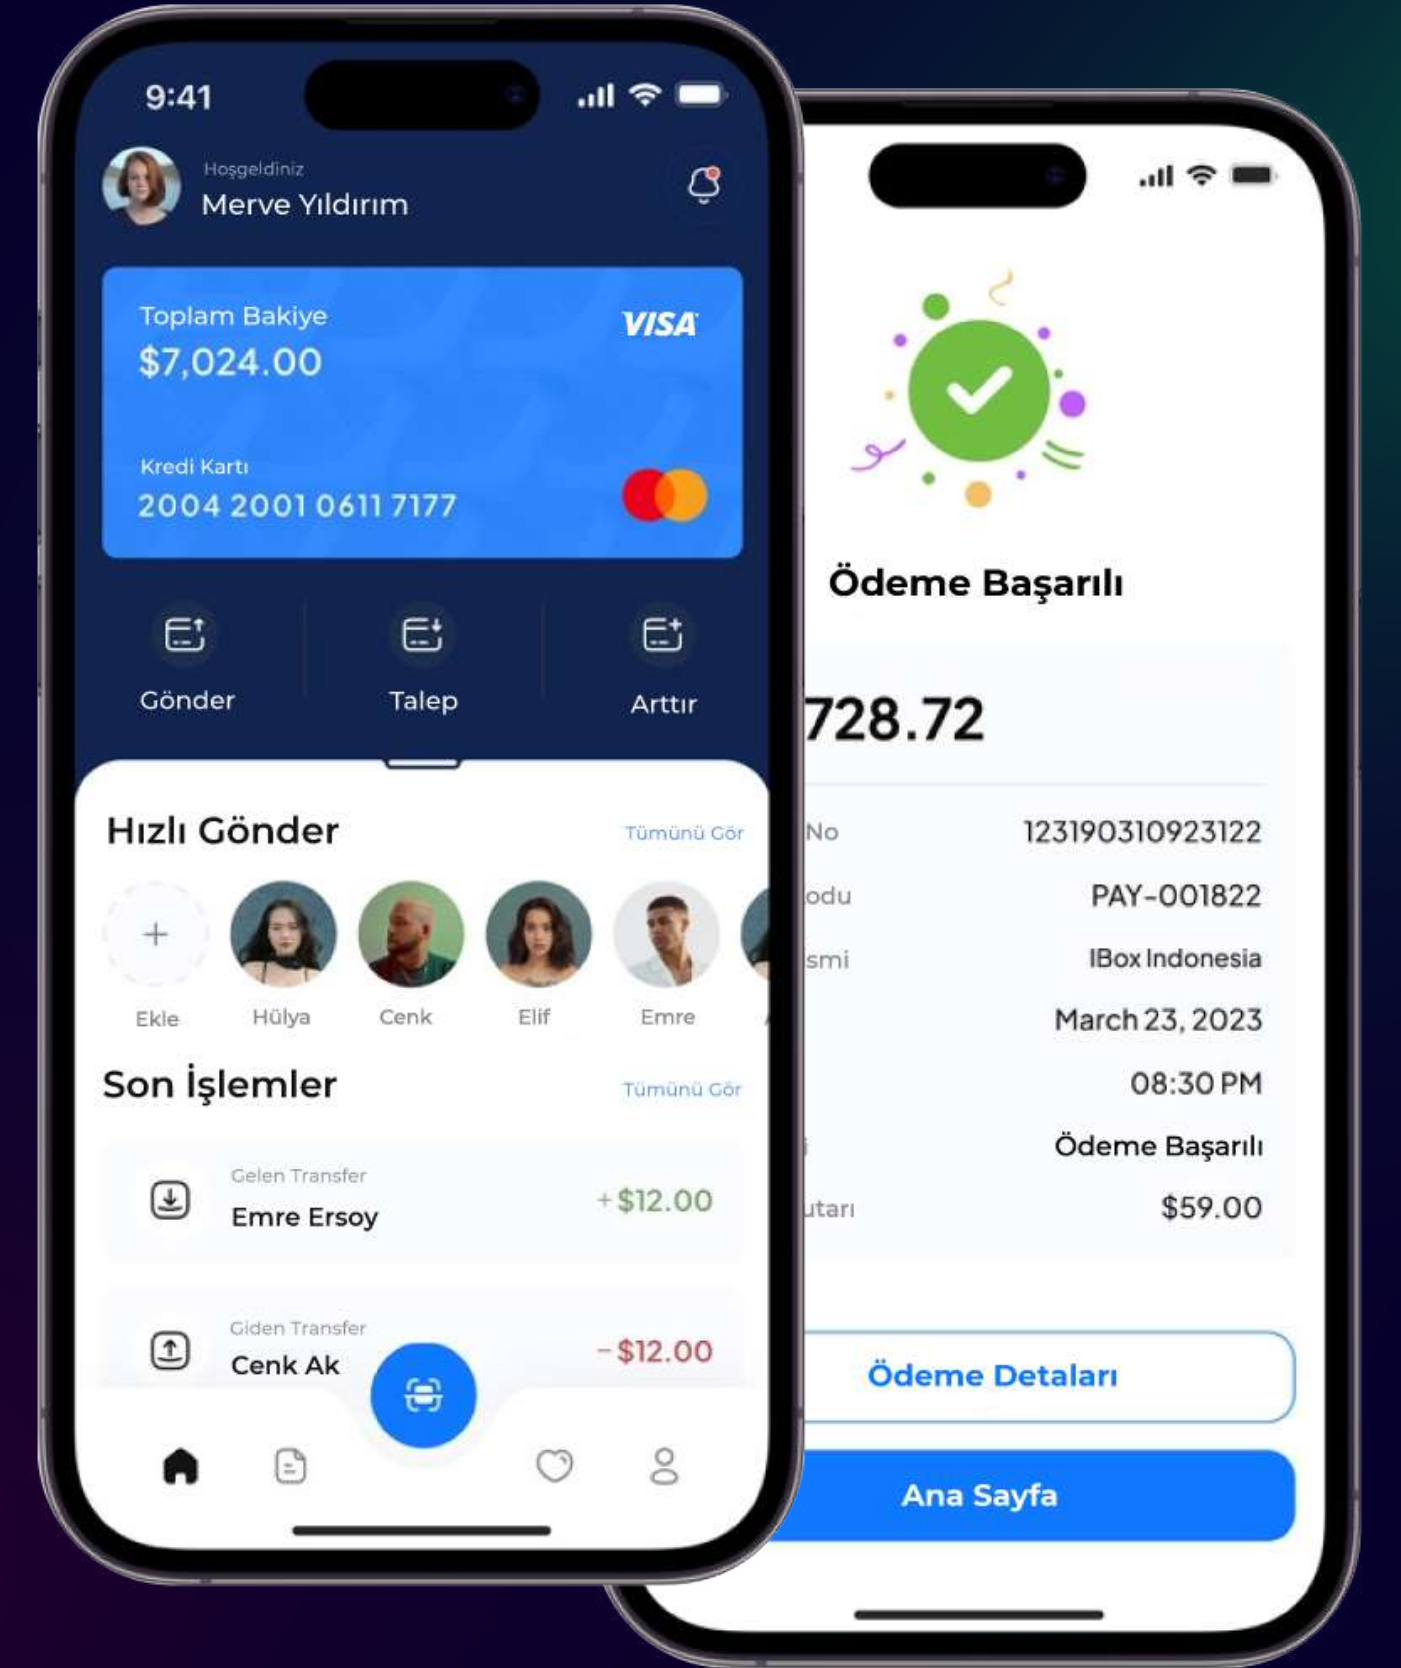 9:41
Hoşgeldiniz
Merve Yıldırım
Toplam Bakiye
VISA
$7,024.00
Kredi Kartı
2004 2001 0611 7177
Gönder
Talep
Arttır
Hızlı Gönder
Tümünü Gör
Ekle
Hülya
Cenk
Elif
Emre
Son İşlemler
Tümünü Gör
Gelen Transfer
Emre Ersoy
+$12.00
Giden Transfer
Cenk Ak
-$12.00
Ödeme Başarılı
728.72
No
123190310923122
odu
PAY-001822
smi
IBox Indonesia
March 23, 2023
08:30 PM
i
Ödeme Başarılı
utarı
$59.00
Ödeme Detaları
Ana Sayfa